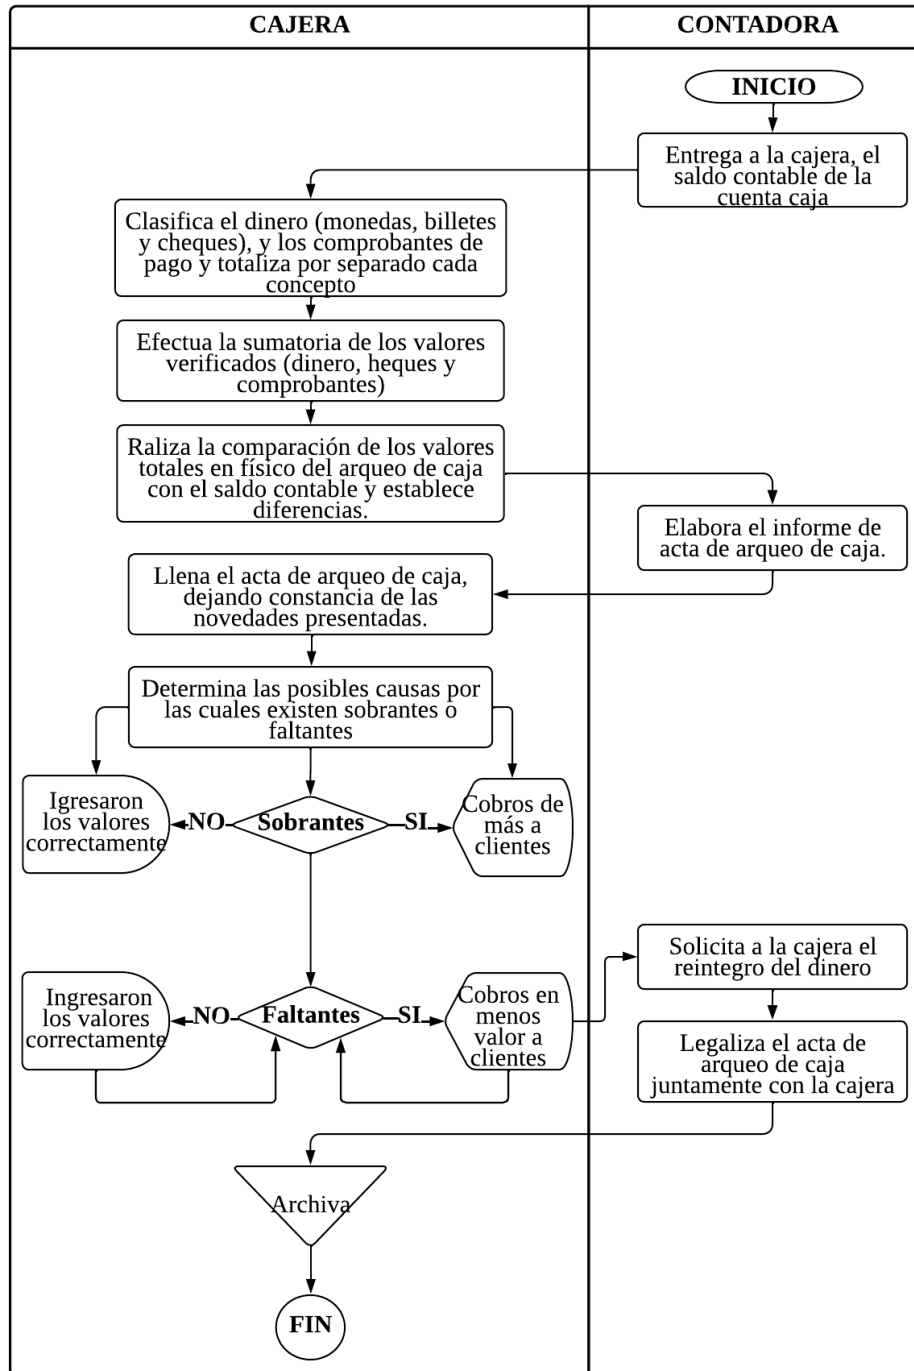 CAJERA
CONTADORA
INICIO
Entrega a la cajera, el
saldo contable de la
cuenta caja
Clasifica el dinero (monedas, billetes
y cheques), y los comprobantes de
pago y totaliza por separado cada
concepto
Efectua la sumatoria de los valores
verificados (dinero, heques y
comprobantes)
Raliza la comparación de los valores
totales en físico del arqueo de caja
con el saldo contable y establece
diferencias.
Elabora el informe de
acta de arqueo de caja.
Llena el acta de arqueo de caja,
dejando constancia de las
novedades presentadas.
Determina las posibles causas por
las cuales existen sobrantes o
faltantes
Igresaron
los valores
correctamente
NO
Sobrantes
SI
Cobros de
más a
clientes
Ingresaron
los valores
correctamente
NO
Faltantes
SI
Cobros en
menos
valor a
clientes
Solicita a la cajera el
reintegro del dinero
Legaliza el acta de
arqueo de caja
juntamente con la cajera
Archiva
FIN